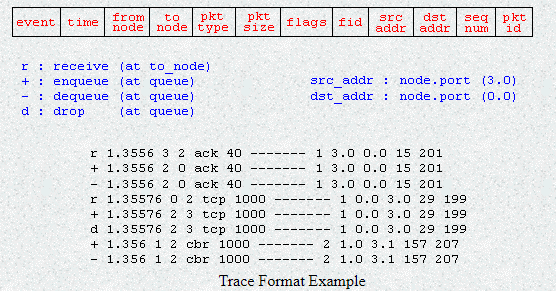 event time from node to node pkt type pkt size flags fid src addr dst addr seq num pkt id
r : receive (at to_node)
+ : enqueue (at queue)
- : dequeue (at queue)
d : drop (at queue)
src_addr : node.port (3.0)
dst_addr : node.port (0.0)
r 1.3556 3 2 ack 40 ------- 1 3.0 0.0 15 201
+ 1.3556 2 0 ack 40 ------- 1 3.0 0.0 15 201
- 1.3556 2 0 ack 40 ------- 1 3.0 0.0 15 201
r 1.35576 0 2 tcp 1000 ------- 1 0.0 3.0 29 199
+ 1.35576 2 3 tcp 1000 ------- 1 0.0 3.0 29 199
d 1.35576 2 3 tcp 1000 ------- 1 0.0 3.0 29 199
+ 1.356 1 2 cbr 1000 ------- 2 1.0 3.1 157 207
- 1.356 1 2 cbr 1000 ------- 2 1.0 3.1 157 207
Trace Format Example